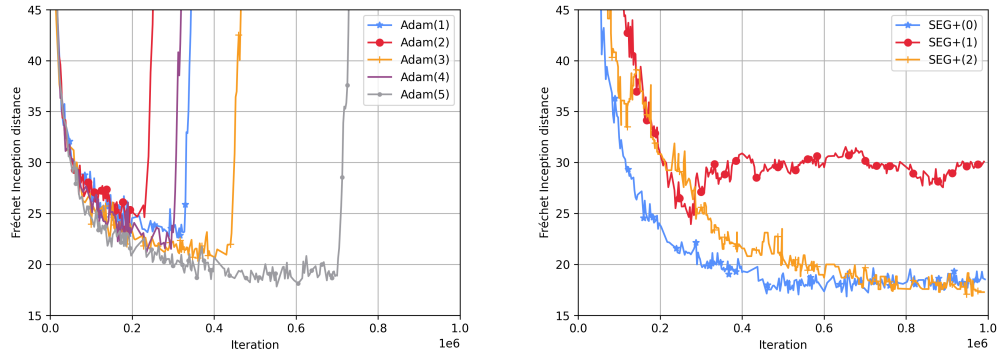 45
40
35
30
25
20
15
Fréchet Inception distance
0.0
0.2
0.4
0.6
0.8
1.0
1e6
Iteration
Adam(1)
Adam(2)
Adam(3)
Adam(4)
Adam(5)
45
40
35
30
25
20
15
Fréchet Inception distance
0.0
0.2
0.4
0.6
0.8
1.0
1e6
Iteration
SEG+(0)
SEG+(1)
SEG+(2)